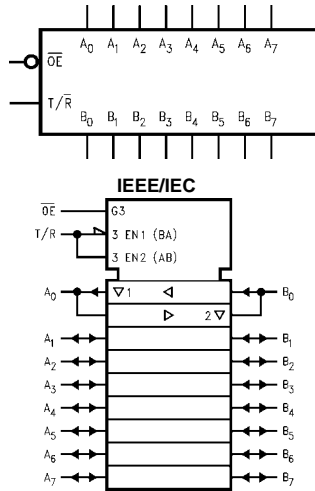 A0 A1 A2 A3 A4 A5 A6 A7
O̅E̅
T/R̅
B0 B1 B2 B3 B4 B5 B6 B7
IEEE/IEC
O̅E̅ G3
T/R̅ 3 EN1 (BA)
3 EN2 (AB)
A0 ▽ 1 ◁ B0
▷ 2 ▽
A1 B1
A2 B2
A3 B3
A4 B4
A5 B5
A6 B6
A7 B7